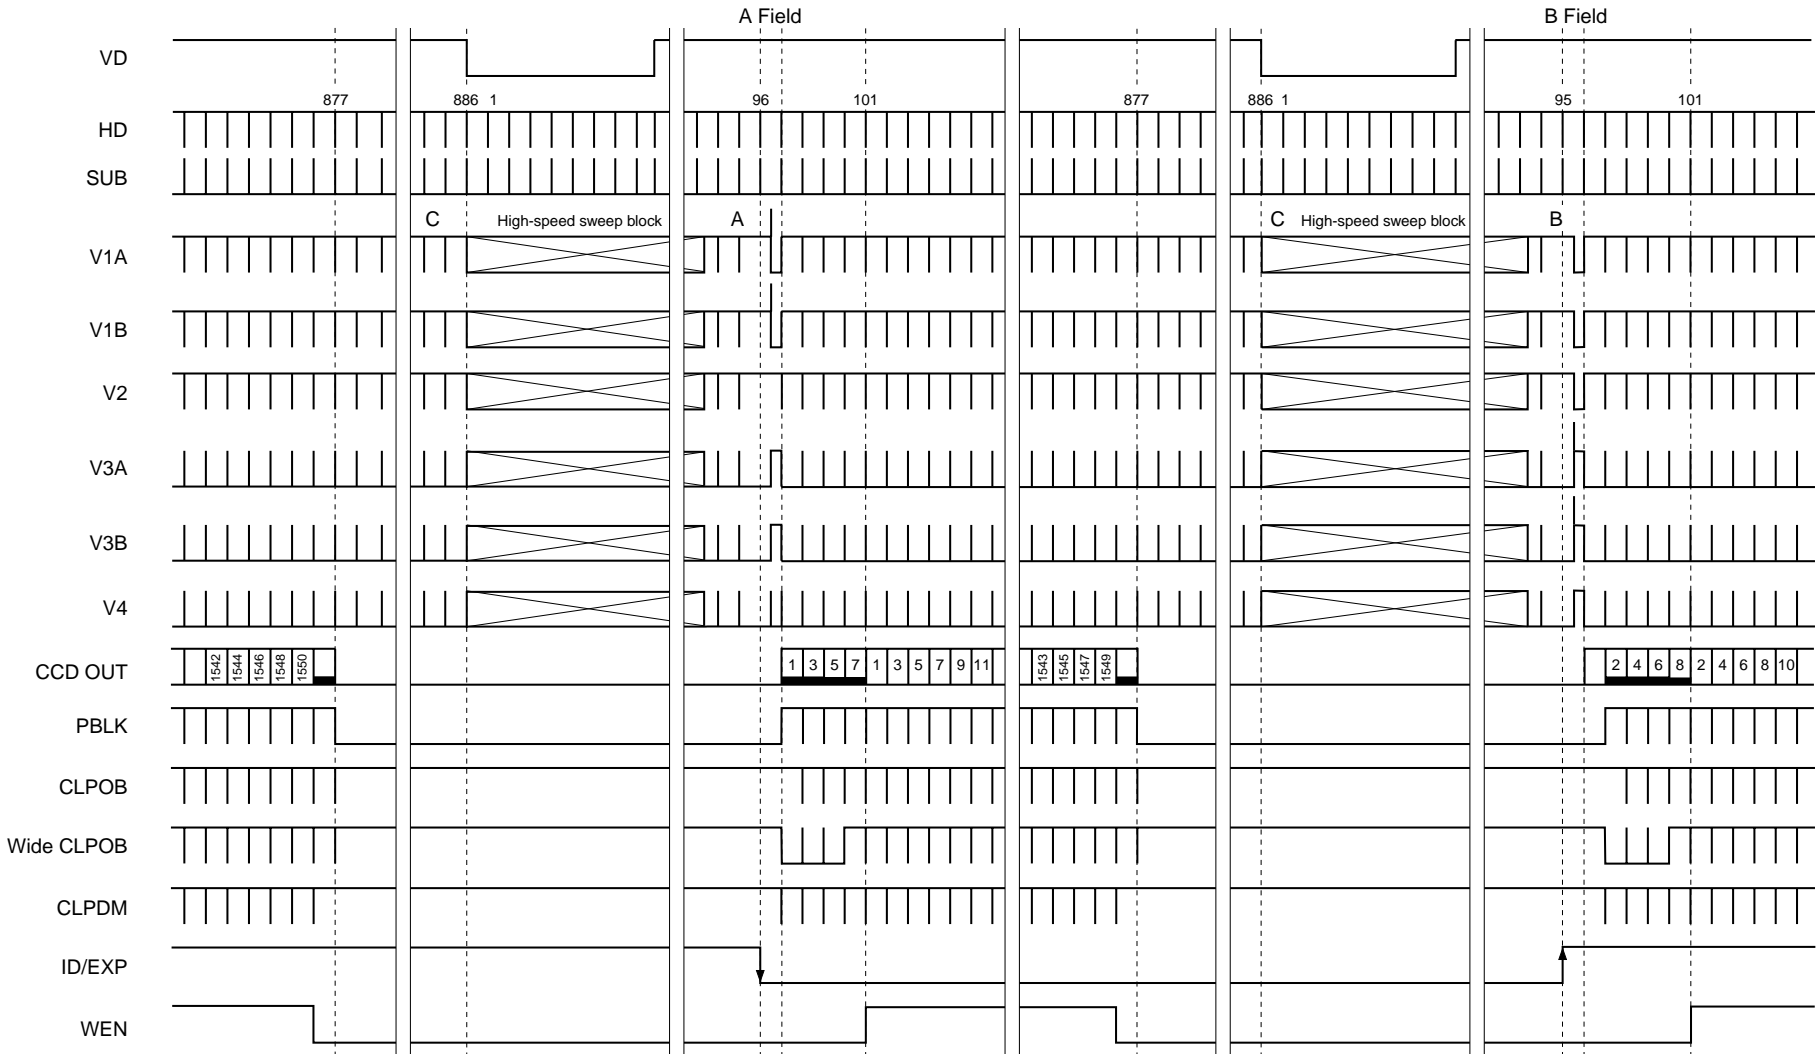 A Field B Field
VD
877 886 1 96 101 877 886 1 95 101
HD
SUB
C High-speed sweep block A C High-speed sweep block B
V1A
V1B
V2
V3A
V3B
V4
CCD OUT 1542 1544 1546 1548 1550 1 3 5 7 1 3 5 7 9 11 1543 1545 1547 1549 2 4 6 8 2 4 6 8 10
PBLK
CLPOB
Wide CLPOB
CLPDM
ID/EXP
WEN